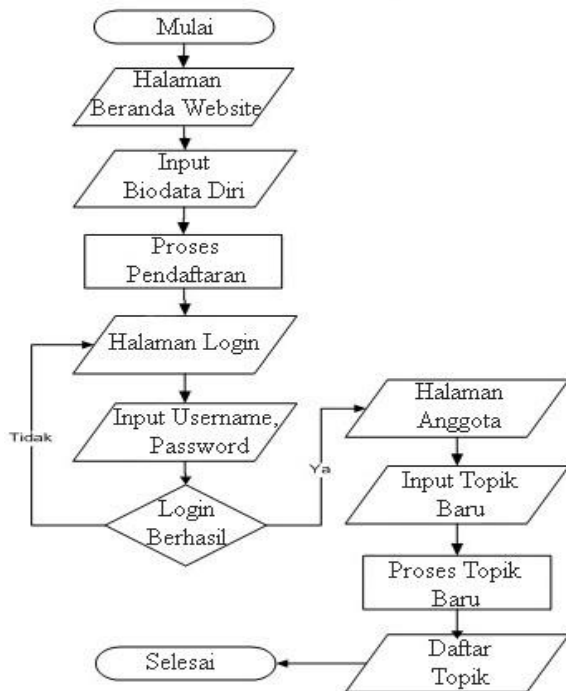 Mulai
Halaman
Beranda Website
Input
Biodata Diri
Proses
Pendaftaran
Halaman Login
Input Username,
Password
Tidak
Login
Berhasil
Ya
Halaman
Anggota
Input Topik
Baru
Proses Topik
Baru
Daftar
Topik
Selesai